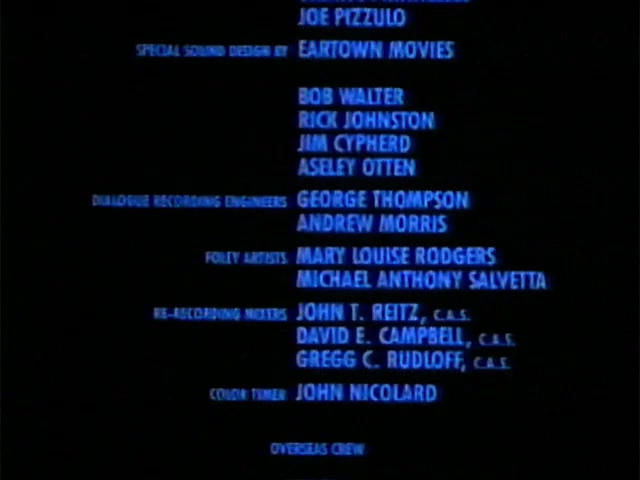 JOE PIZZULO
SPECIAL SOUND DESIGN BY EARTOWN MOVIES
BOB WALTER
RICK JOHNSTON
JIM CYPHERD
ASELEY OTTEN
DIALOGUE RECORDING ENGINEERS GEORGE THOMPSON
ANDREW MORRIS
FOLEY ARTISTS MARY LOUISE RODGERS
MICHAEL ANTHONY SALVETTA
RE-RECORDING MIXERS JOHN T. REITZ, C.A.S.
DAVID E. CAMPBELL, C.A.S.
GREGG C. RUDLOFF, C.A.S.
COLOR TIMER JOHN NICOLARD
OVERSEAS CREW